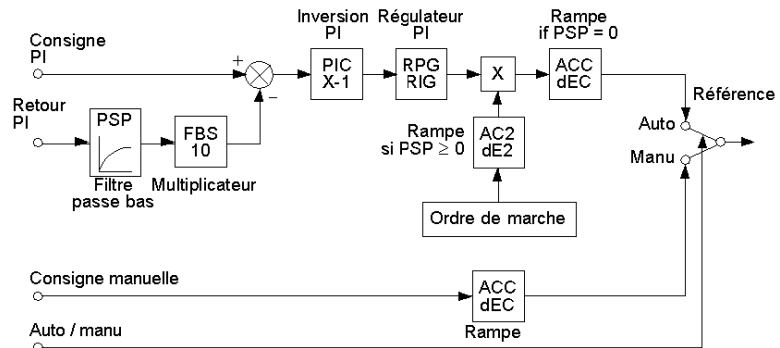 Inversion
PI
Régulateur
PI
Rampe
if PSP = 0
Consigne
PI
+
−
PIC
X-1
RPG
RIG
X
ACC
dEC
Référence
Retour
PI
PSP
FBS
10
Filtre
passe bas
Multiplicateur
Rampe
si PSP ≥ 0
AC2
dE2
Auto
Manu
Ordre de marche
Consigne manuelle
ACC
dEC
Rampe
Auto / manu